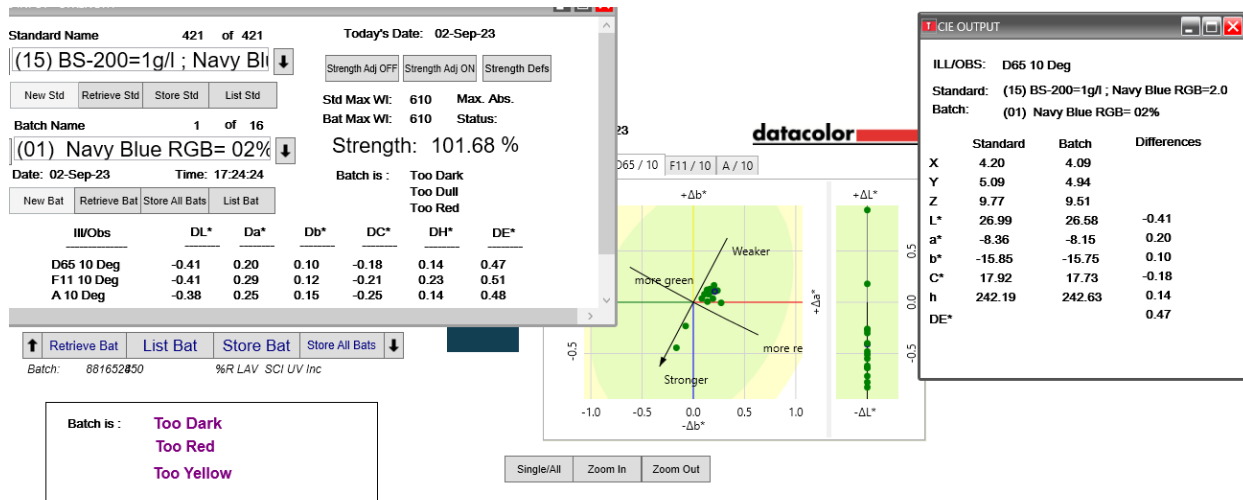 Standard Name 421 of 421
(15) BS-200=1g/l ; Navy Bl
New Std Retrieve Std Store Std List Std
Batch Name 1 of 16
(01) Navy Blue RGB= 02%
Date: 02-Sep-23 Time: 17:24:24
New Bat Retrieve Bat Store All Bats List Bat
Today's Date: 02-Sep-23
Strength Adj OFF Strength Adj ON Strength Defs
Std Max Wl: 610 Max. Abs.
Bat Max Wl: 610 Status:
Strength: 101.68 %
Batch is : Too Dark
Too Dull
Too Red
Ill/Obs DL* Da* Db* DC* DH* DE*
D65 10 Deg -0.41 0.20 0.10 -0.18 0.14 0.47
F11 10 Deg -0.41 0.29 0.12 -0.21 0.23 0.51
A 10 Deg -0.38 0.25 0.15 -0.25 0.14 0.48
Retrieve Bat List Bat Store Bat Store All Bats
Batch: %R LAV SCI UV Inc
Batch is : Too Dark
Too Red
Too Yellow
23
datacolor
D65 / 10 F11 / 10 A / 10
+Δb* +ΔL*
Weaker
more green
more re
Stronger
0.5
0.0
-0.5
-0.5
-1.0 -0.5 0.0 0.5 1.0
+Δa*
-Δb* -ΔL*
Single/All Zoom In Zoom Out
CIE OUTPUT
ILL/OBS: D65 10 Deg
Standard: (15) BS-200=1g/l ; Navy Blue RGB=2.0
Batch: (01) Navy Blue RGB= 02%
Standard Batch Differences
X 4.20 4.09
Y 5.09 4.94
Z 9.77 9.51
L* 26.99 26.58 -0.41
a* -8.36 -8.15 0.20
b* -15.85 -15.75 0.10
C* 17.92 17.73 -0.18
h 242.19 242.63 0.14
DE* 0.47